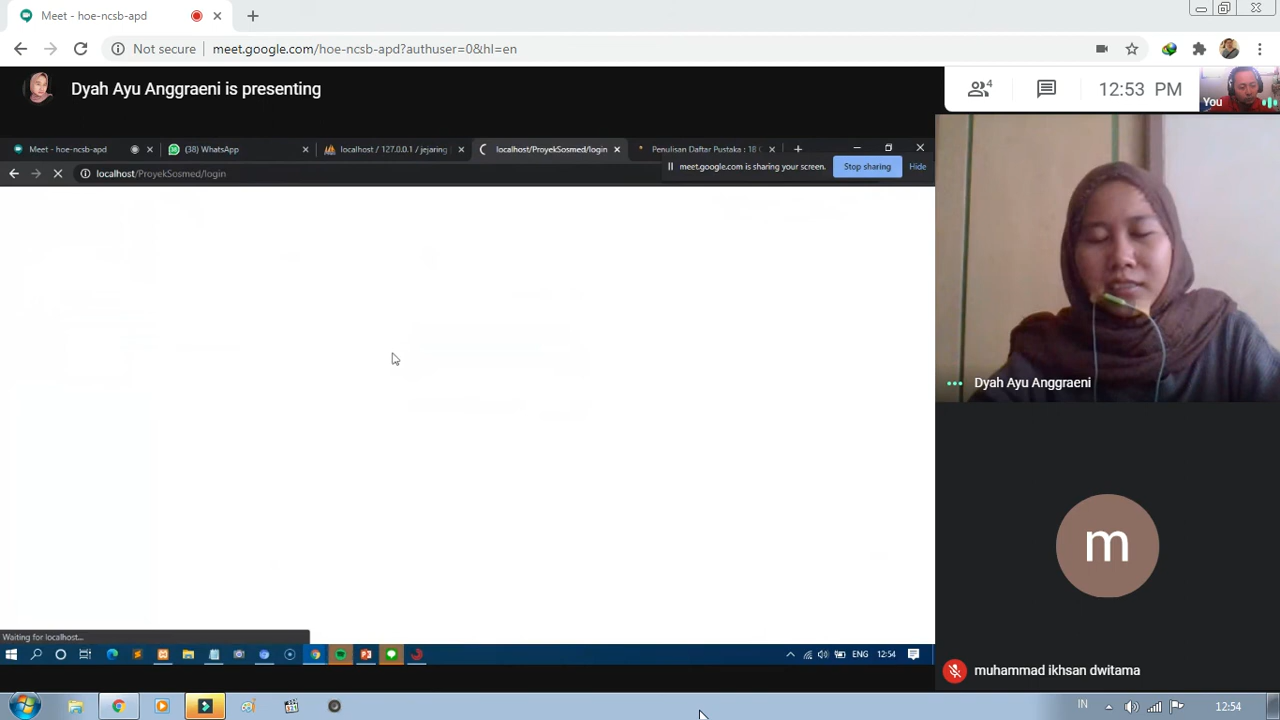 Meet - hoe-ncsb-apd
Not secure
meet.google.com/hoe-ncsb-apd?authuser=0&hl=en
Dyah Ayu Anggraeni is presenting
4
12:53 PM
You
Meet - hoe-ncsb-apd
(38) WhatsApp
localhost / 127.0.0.1 / jejaring
localhost/ProyekSosmed/login
Penulisan Daftar Pustaka : 18 C
localhost/ProyekSosmed/login
meet.google.com is sharing your screen.
Stop sharing
Hide
Dyah Ayu Anggraeni
m
muhammad ikhsan dwitama
Waiting for localhost...
ENG
12:54
IN
12:54